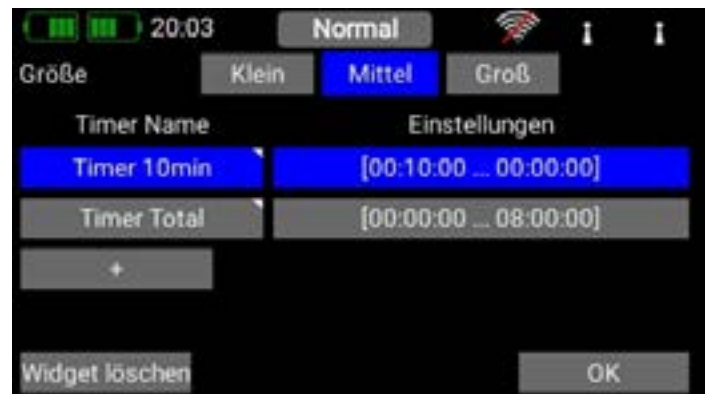 20:03 Normal
Größe Klein Mittel Groß
Timer Name Einstellungen
Timer 10min [00:10:00 ... 00:00:00]
Timer Total [00:00:00 ... 08:00:00]
+
Widget löschen OK